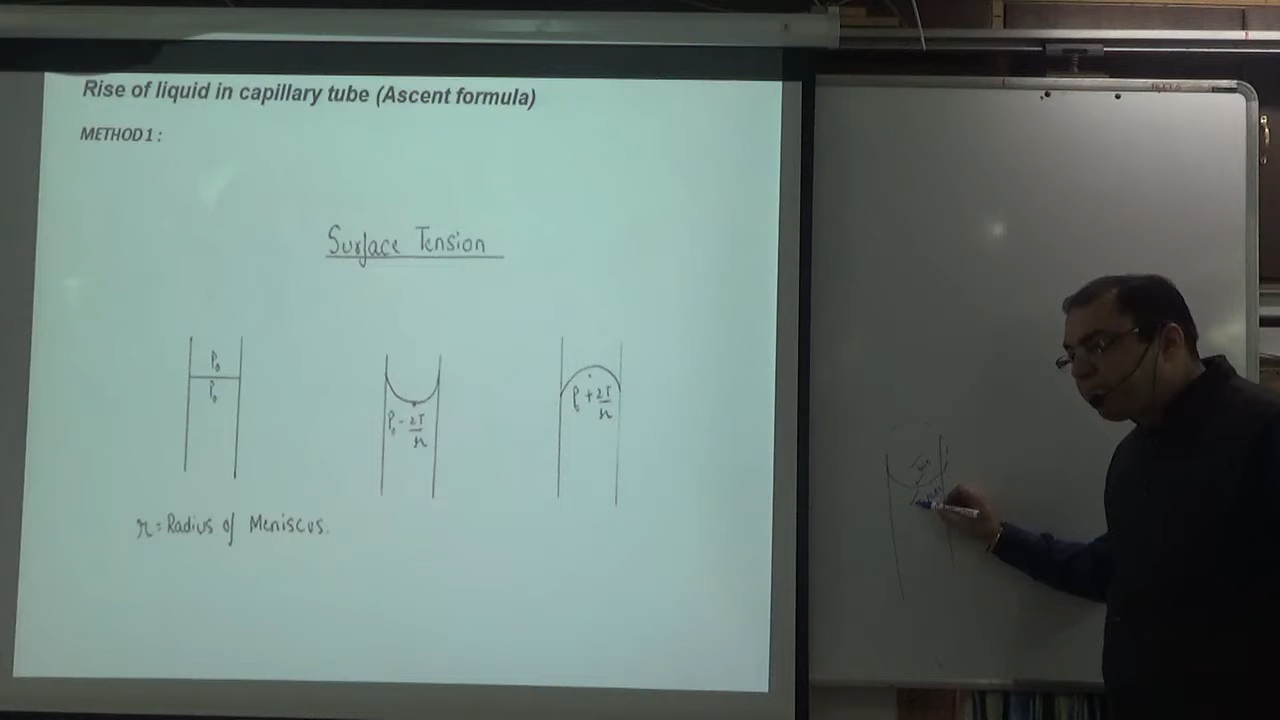 Rise of liquid in capillary tube (Ascent formula)
METHOD 1 :
Surface Tension
P₀
P₀
P₀ - 2T/r
P₀ + 2T/r
r = Radius of Meniscus.